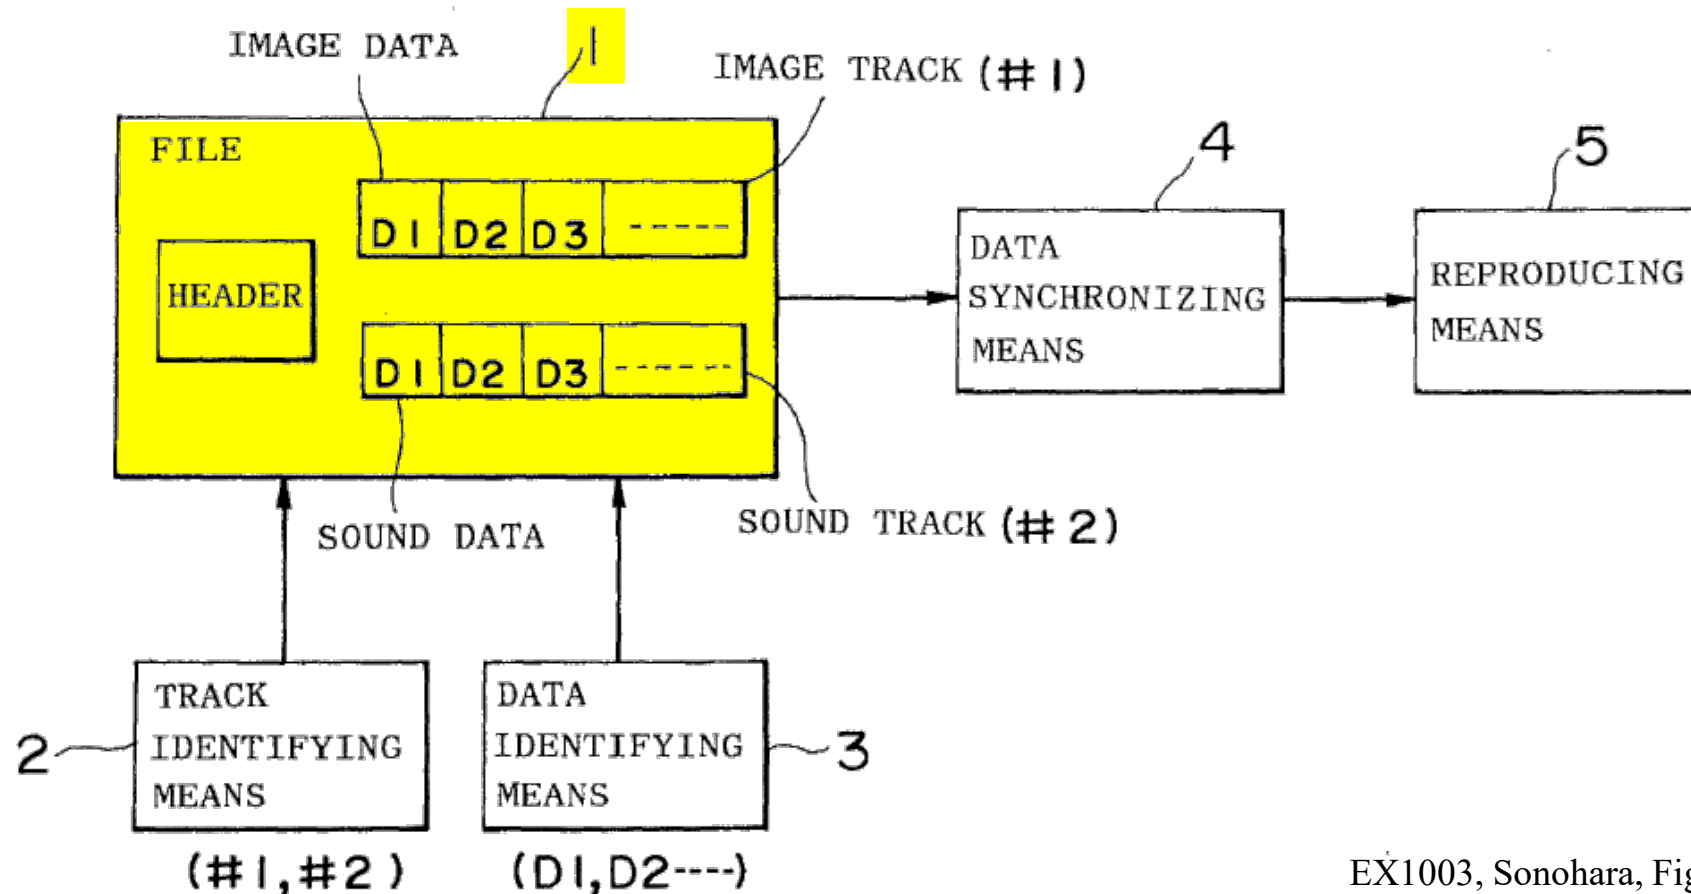 IMAGE DATA
1
IMAGE TRACK (#1)
FILE
D1 D2 D3 -----
HEADER
D1 D2 D3 ------
SOUND DATA
SOUND TRACK (#2)
4
DATA
SYNCHRONIZING
MEANS
5
REPRODUCING
MEANS
2
TRACK
IDENTIFYING
MEANS
(#1,#2)
DATA
IDENTIFYING
MEANS
3
(D1,D2----)
EX1003, Sonohara, Fig